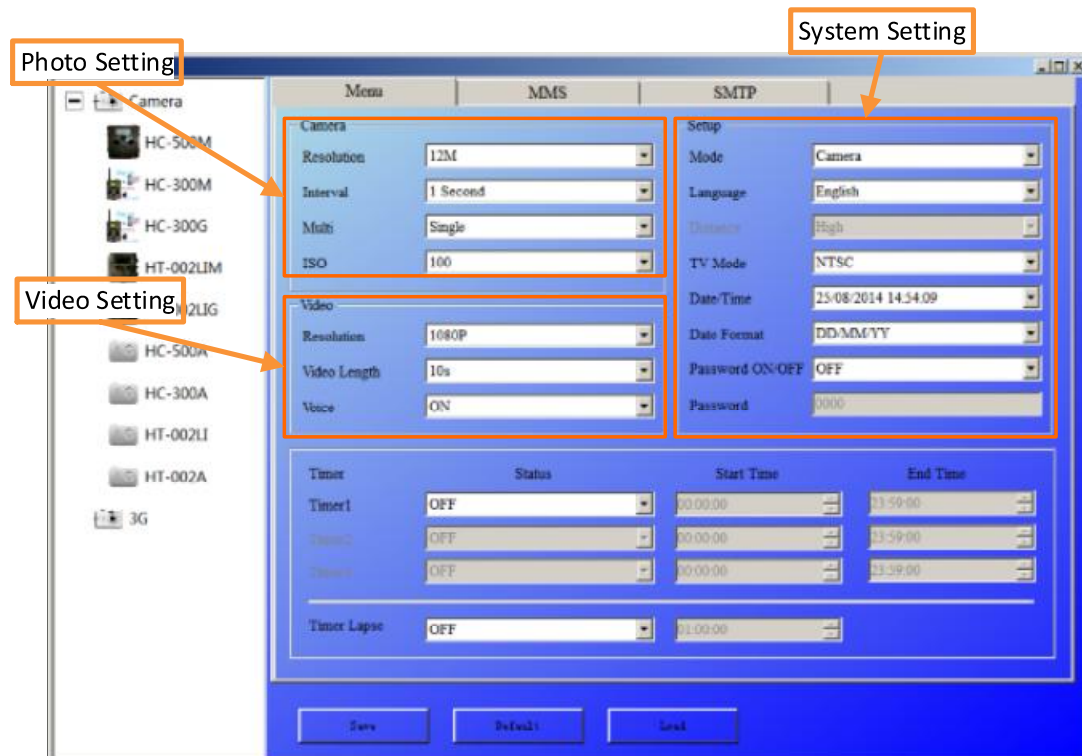 System Setting
Photo Setting
Camera
HC-500M
HC-300M
HC-300G
HT-002LIM
Video Setting
HC-500A
HC-300A
HT-002LI
HT-002A
3G
Menu MMS SMTP
Camera
Resolution 12M
Interval 1 Second
Multi Single
ISO 100
Video
Resolution 1080P
Video Length 10s
Voice ON
Setup
Mode Camera
Language English
Distance High
TV Mode NTSC
Date/Time 25/08/2014 14:54:09
Date Format DD/MM/YY
Password ON/OFF OFF
Password 0000
Timer Status Start Time End Time
Timer1 OFF 00:00:00 23:59:00
Timer2 OFF 00:00:00 23:59:00
OFF 00:00:00 23:59:00
Timer Lapse OFF 01:00:00
Save Default Load